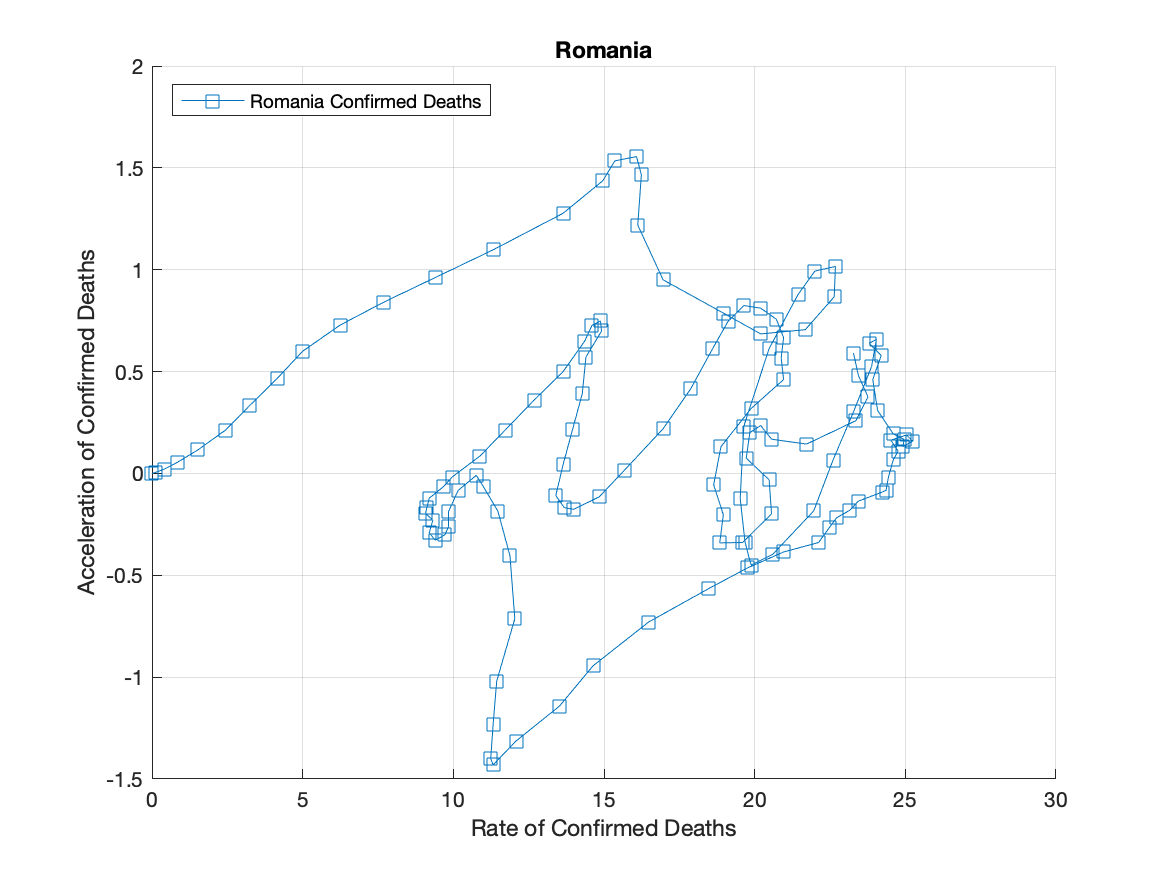 Romania
Romania Confirmed Deaths
2
1.5
1
0.5
0
-0.5
-1
-1.5
Acceleration of Confirmed Deaths
0 5 10 15 20 25 30
Rate of Confirmed Deaths